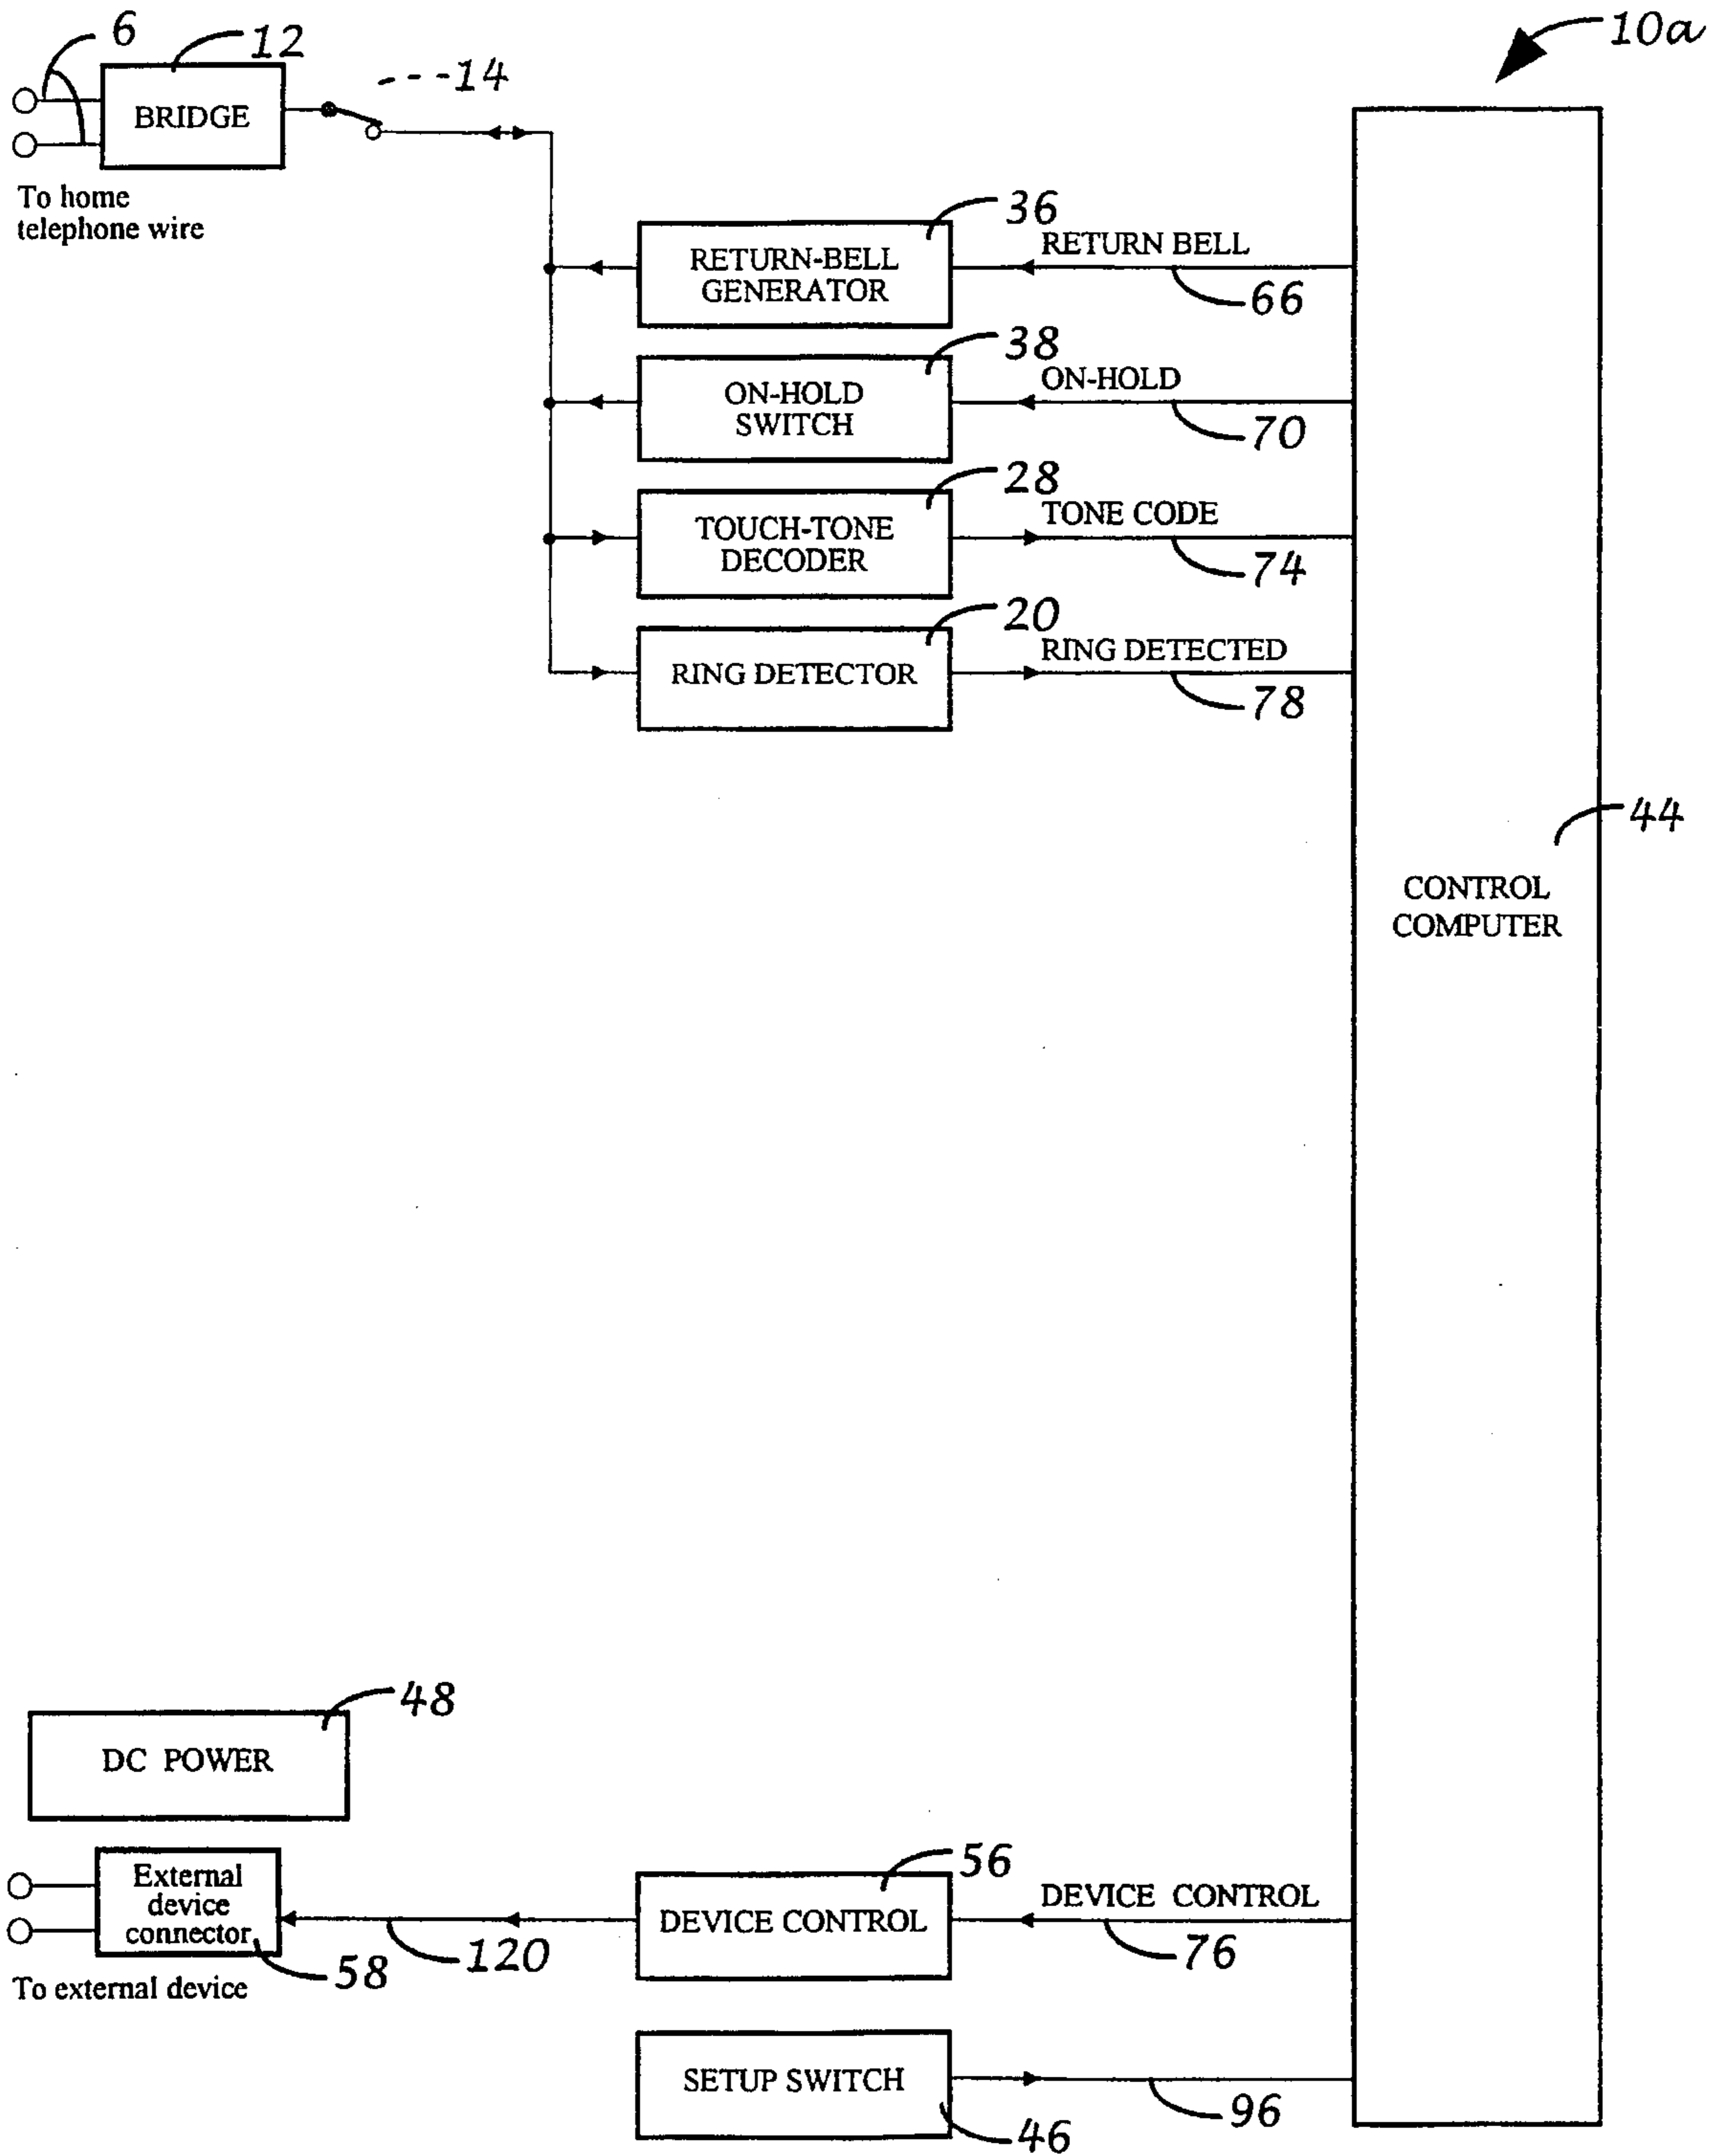 10a
6
12
BRIDGE
14
To home
telephone wire
36
RETURN-BELL
GENERATOR
RETURN BELL
66
38
ON-HOLD
SWITCH
ON-HOLD
70
28
TOUCH-TONE
DECODER
TONE CODE
74
20
RING DETECTOR
RING DETECTED
78
44
CONTROL
COMPUTER
48
DC POWER
External
device
connector
58
To external device
120
56
DEVICE CONTROL
DEVICE CONTROL
76
SETUP SWITCH
46
96